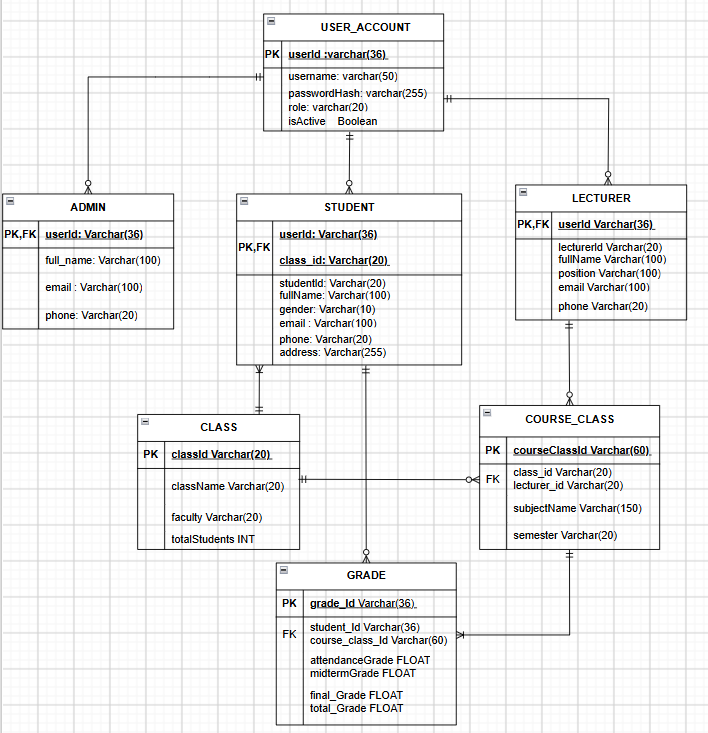 USER_ACCOUNT
PK userId :varchar(36)
username: varchar(50)
passwordHash: varchar(255)
role: varchar(20)
isActive Boolean
ADMIN
PK,FK userId: Varchar(36)
full_name: Varchar(100)
email : Varchar(100)
phone: Varchar(20)
STUDENT
userId: Varchar(36)
PK,FK
class_id: Varchar(20)
studentId: Varchar(20)
fullName: Varchar(100)
gender: Varchar(10)
email : Varchar(100)
phone: Varchar(20)
address: Varchar(255)
LECTURER
PK,FK userId Varchar(36)
lecturerId Varchar(20)
fullName Varchar(100)
position Varchar(100)
email Varchar(100)
phone Varchar(20)
CLASS
PK classId Varchar(20)
className Varchar(20)
faculty Varchar(20)
totalStudents INT
COURSE_CLASS
PK courseClassId Varchar(60)
FK class_id Varchar(20)
lecturer_id Varchar(20)
subjectName Varchar(150)
semester Varchar(20)
GRADE
PK grade_Id Varchar(36)
FK student_Id Varchar(36)
course_class_Id Varchar(60)
attendanceGrade FLOAT
midtermGrade FLOAT
final_Grade FLOAT
total_Grade FLOAT